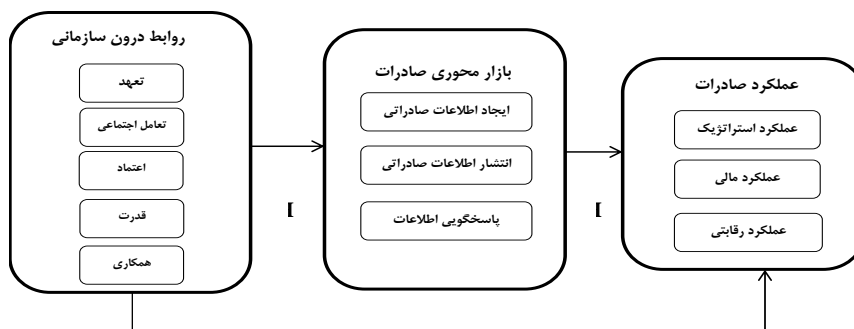 روابط درون سازمانی
تعهد
تعامل اجتماعی
اعتماد
قدرت
همکاری
بازار محوری صادرات
ایجاد اطلاعات صادراتی
انتشار اطلاعات صادراتی
پاسخگویی اطلاعات
عملکرد صادرات
عملکرد استراتژیک
عملکرد مالی
عملکرد رقابتی